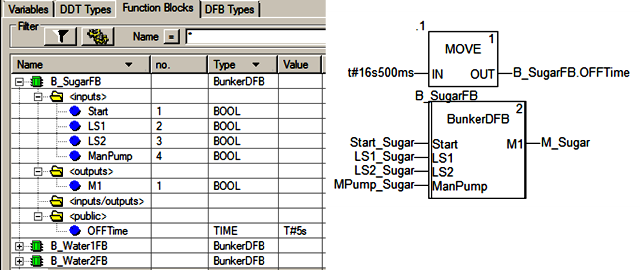 Variables DDT Types Function Blocks DFB Types
Filter
Name = *
Name no. Type Value
B_SugarFB BunkerDFB
<inputs>
Start 1 BOOL
LS1 2 BOOL
LS2 3 BOOL
ManPump 4 BOOL
<outputs>
M1 1 BOOL
<inputs/outputs>
<public>
OFFTime TIME T#5s
B_Water1FB BunkerDFB
B_Water2FB BunkerDFB
.1
1
MOVE
t#16s500ms IN OUT B_SugarFB.OFFTime
B_SugarFB
2
BunkerDFB
Start_Sugar Start M1 M_Sugar
LS1_Sugar LS1
LS2_Sugar LS2
MPump_Sugar ManPump